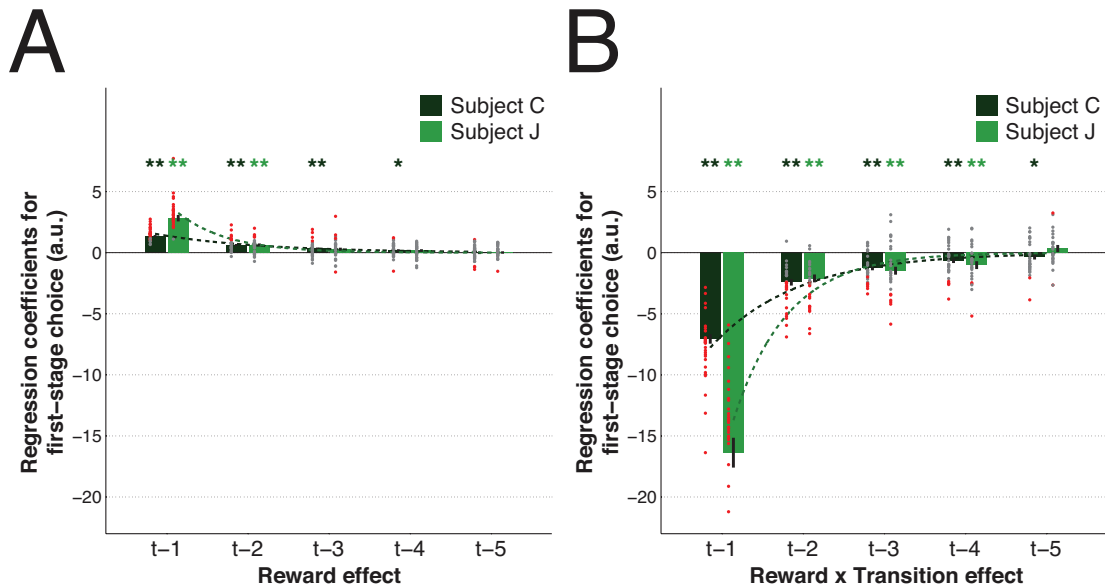 A
Subject C
Subject J
** ** ** ** ** *
5
0
−5
−10
−15
−20
Regression coefficients for
first−stage choice (a.u.)
t−1 t−2 t−3 t−4 t−5
Reward effect
B
Subject C
Subject J
** ** ** ** ** ** ** ** *
5
0
−5
−10
−15
−20
Regression coefficients for
first−stage choice (a.u.)
t−1 t−2 t−3 t−4 t−5
Reward x Transition effect